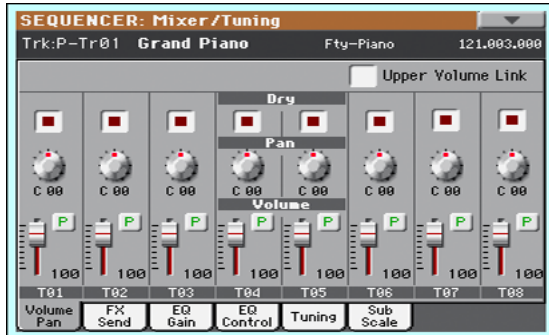 SEQUENCER: Mixer/Tuning
Trk:P-Tr01 Grand Piano Fty-Piano 121.003.000
Upper Volume Link
Dry
Pan
C 00 C 00 C 00 C 00 C 00 C 00 C 00 C 00
Volume
P P P P P P P P
100 100 100 100 100 100 100 100
T01 T02 T03 T04 T05 T06 T07 T08
Volume Pan FX Send EQ Gain EQ Control Tuning Sub Scale